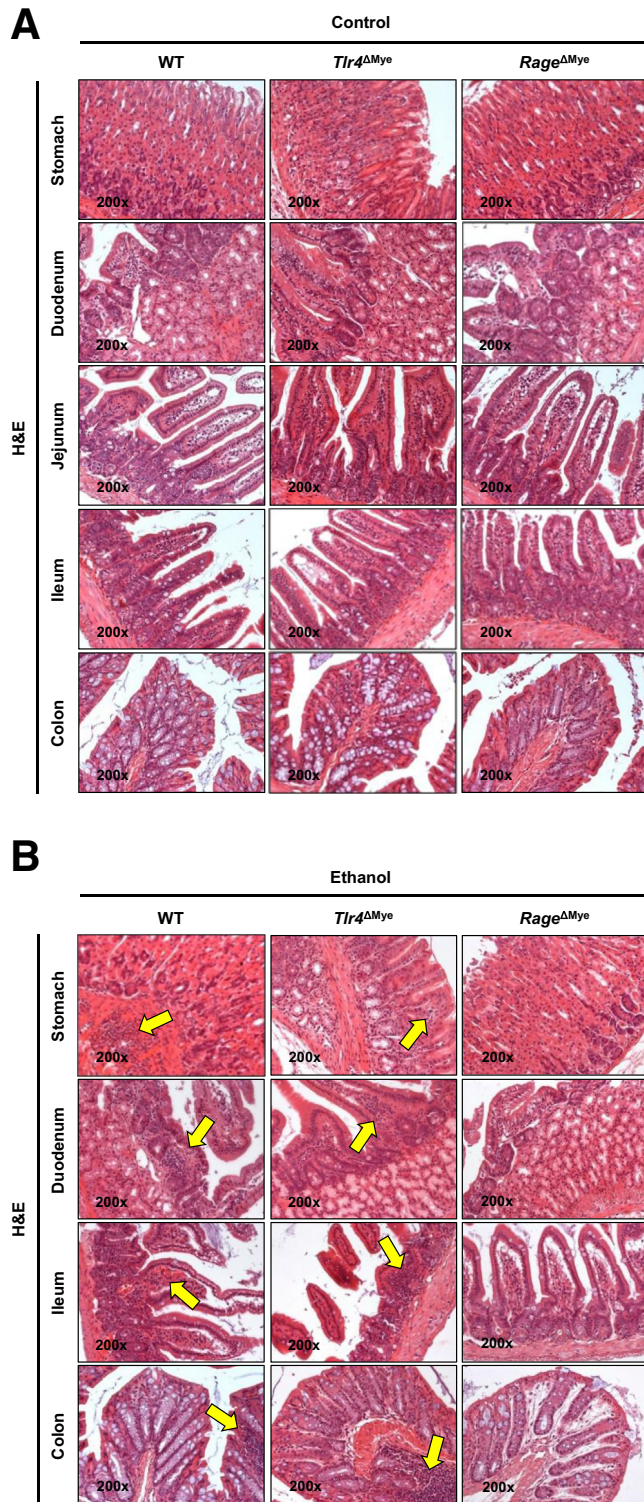 A
Control
WT
Tlr4ΔMye
RageΔMye
H&E
Stomach
200x
200x
200x
Duodenum
200x
200x
200x
Jejunum
200x
200x
200x
Ileum
200x
200x
200x
Colon
200x
200x
200x
B
Ethanol
WT
Tlr4ΔMye
RageΔMye
H&E
Stomach
200x
200x
200x
Duodenum
200x
200x
200x
Ileum
200x
200x
200x
Colon
200x
200x
200x